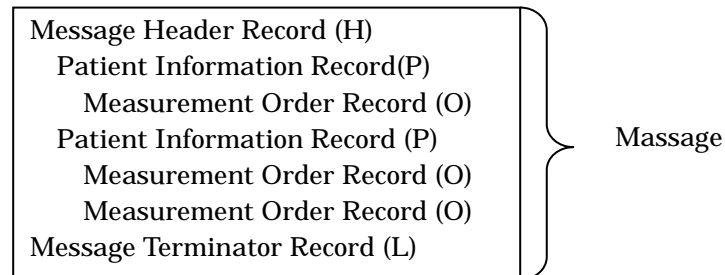 Message Header Record (H)
Patient Information Record(P)
Measurement Order Record (O)
Patient Information Record (P)
Measurement Order Record (O)
Measurement Order Record (O)
Message Terminator Record (L)
Massage